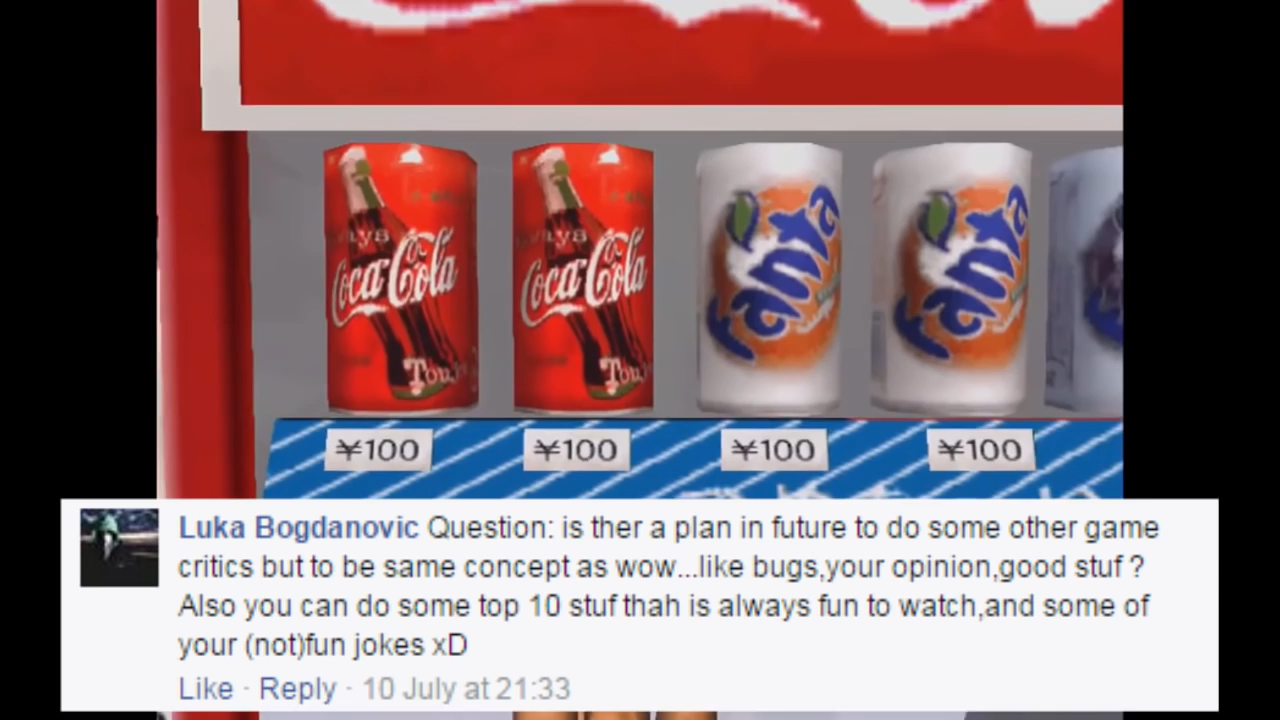 Coca-Cola
Tou
Coca-Cola
Tou
Fanta
Fanta
¥100
¥100
¥100
¥100
Luka Bogdanovic Question: is ther a plan in future to do some other game
critics but to be same concept as wow...like bugs,your opinion,good stuf ?
Also you can do some top 10 stuf thah is always fun to watch,and some of
your (not)fun jokes xD
Like · Reply · 10 July at 21:33